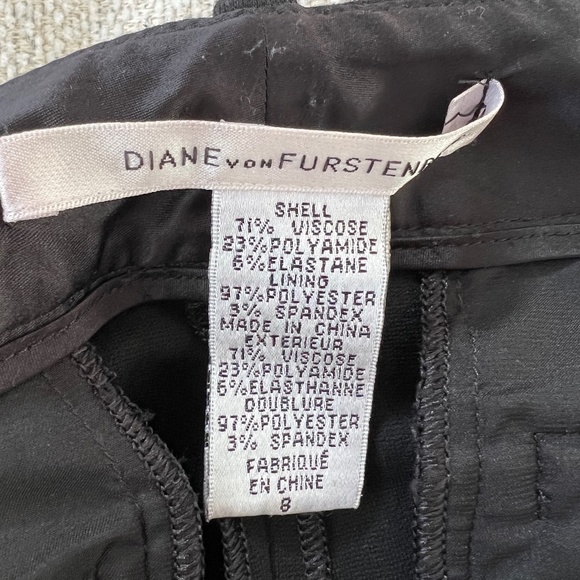 DIANE VON FURSTENB
SHELL
71% VISCOSE
23%POLYAMIDE
6%ELASTANE
LINING
97%POLYESTER
3% SPANDEX
MADE IN CHINA
EXTERIEUR
71% VISCOSE
23%POLYAMIDE
6%ELASTHANNE
DOUBLURE
97%POLYESTER
3% SPANDEX
FABRIQUÉ
EN CHINE
8